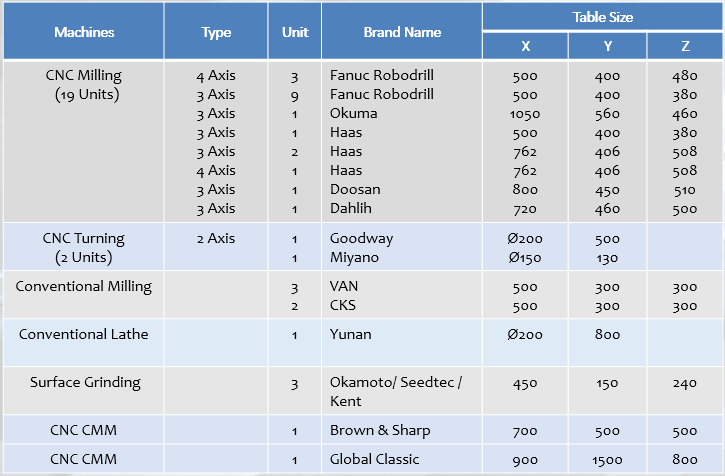 Machines Type Unit Brand Name Table Size
X Y Z
CNC Milling 4 Axis 3 Fanuc Robodrill 500 400 480
(19 Units) 3 Axis 9 Fanuc Robodrill 500 400 380
3 Axis 1 Okuma 1050 560 460
3 Axis 1 Haas 500 400 380
3 Axis 2 Haas 762 406 508
4 Axis 1 Haas 762 406 508
3 Axis 1 Doosan 800 450 510
3 Axis 1 Dahlih 720 460 500
CNC Turning 2 Axis 1 Goodway Ø200 500
(2 Units) 1 Miyano Ø150 130
Conventional Milling 3 VAN 500 300 300
2 CKS 500 300 300
Conventional Lathe 1 Yunan Ø200 800
Surface Grinding 3 Okamoto/ Seedtec / 450 150 240
Kent
CNC CMM 1 Brown & Sharp 700 500 500
CNC CMM 1 Global Classic 900 1500 800